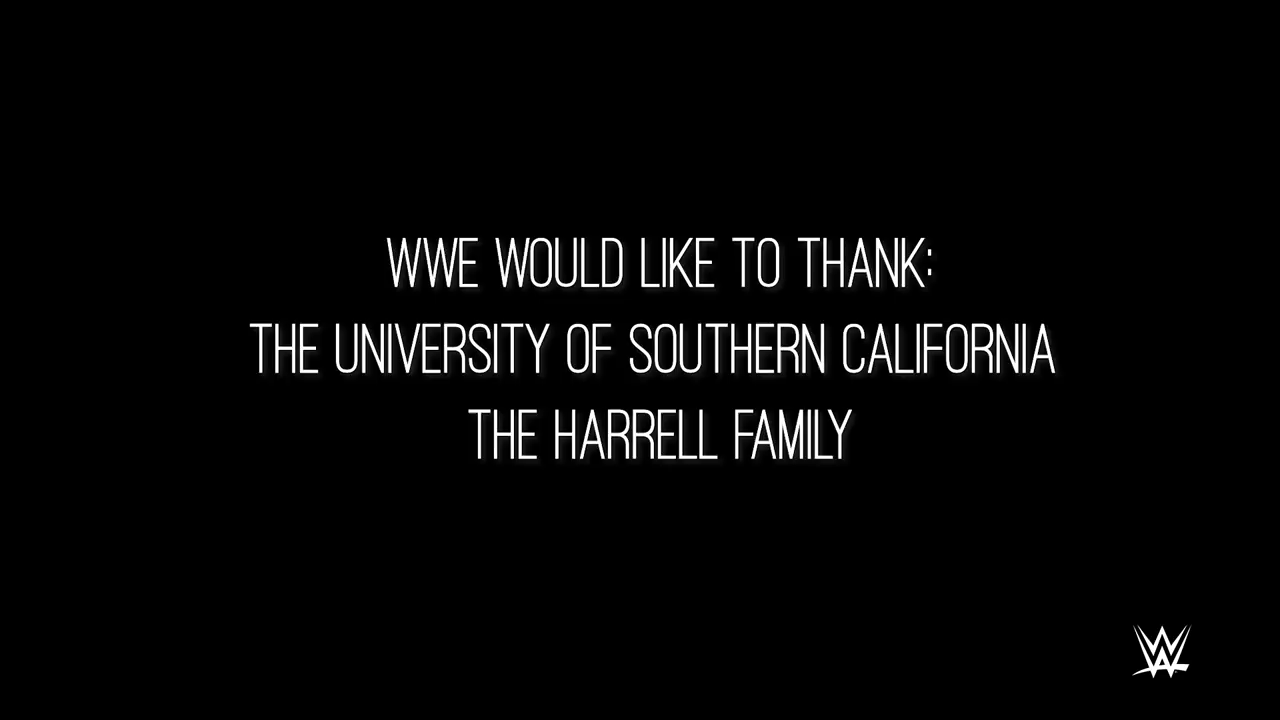 WWE WOULD LIKE TO THANK:
THE UNIVERSITY OF SOUTHERN CALIFORNIA
THE HARRELL FAMILY
W